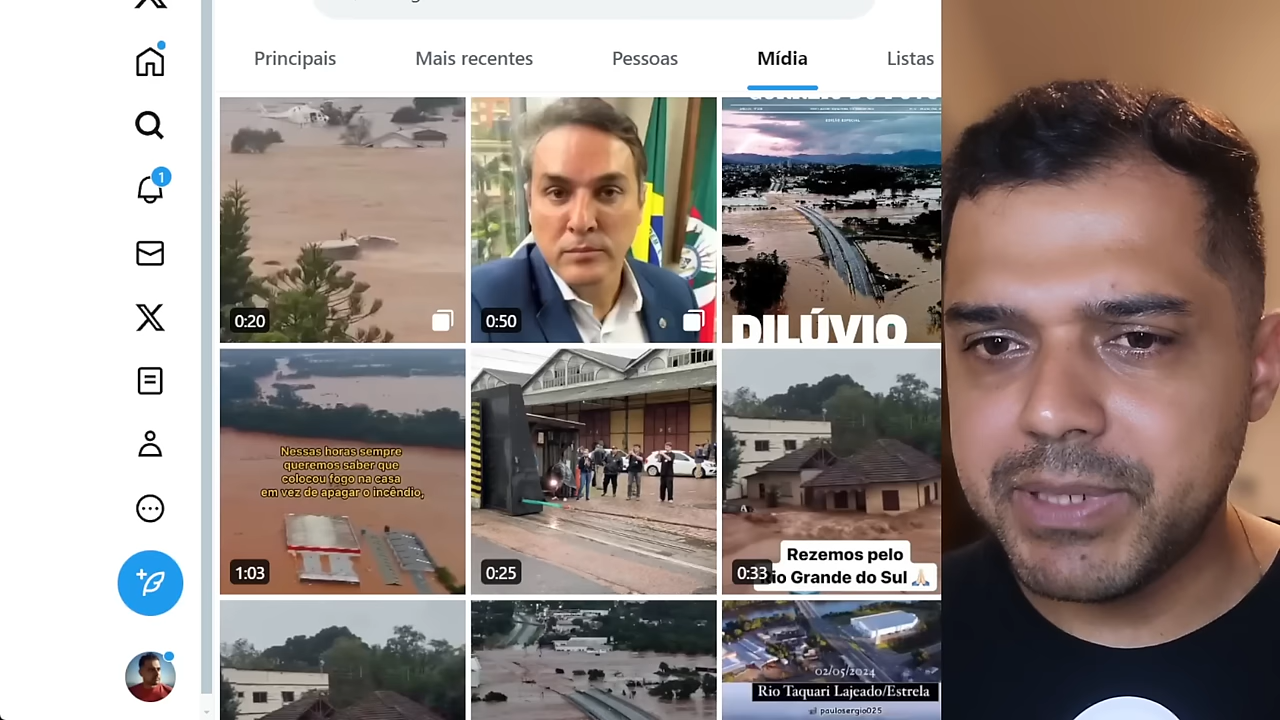 Principais
Mais recentes
Pessoas
Mídia
Listas
1
0:20
0:50
DILÚVIO
Nessas horas sempre
queremos saber que
colocou fogo na casa
em vez de apagar o incêndio,
1:03
0:25
Rezemos pelo
0:33
io Grande do Sul 🙏🏻
02/05/2024
Rio Taquari Lajeado/Estrela
paulosergio025